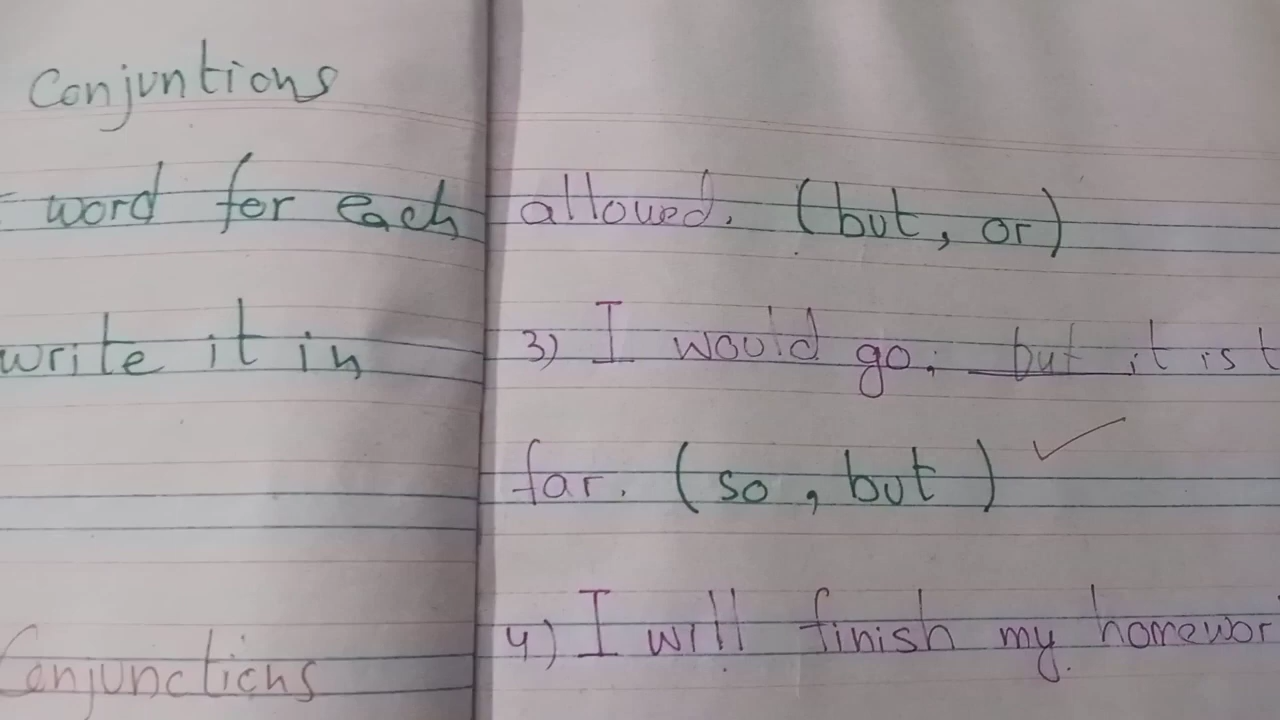 Conjuntions
word for each
write it in
Conjunctions
allowed. (but, or)
3) I would go, but it is t
far. (so, but)
4) I will finish my homewor